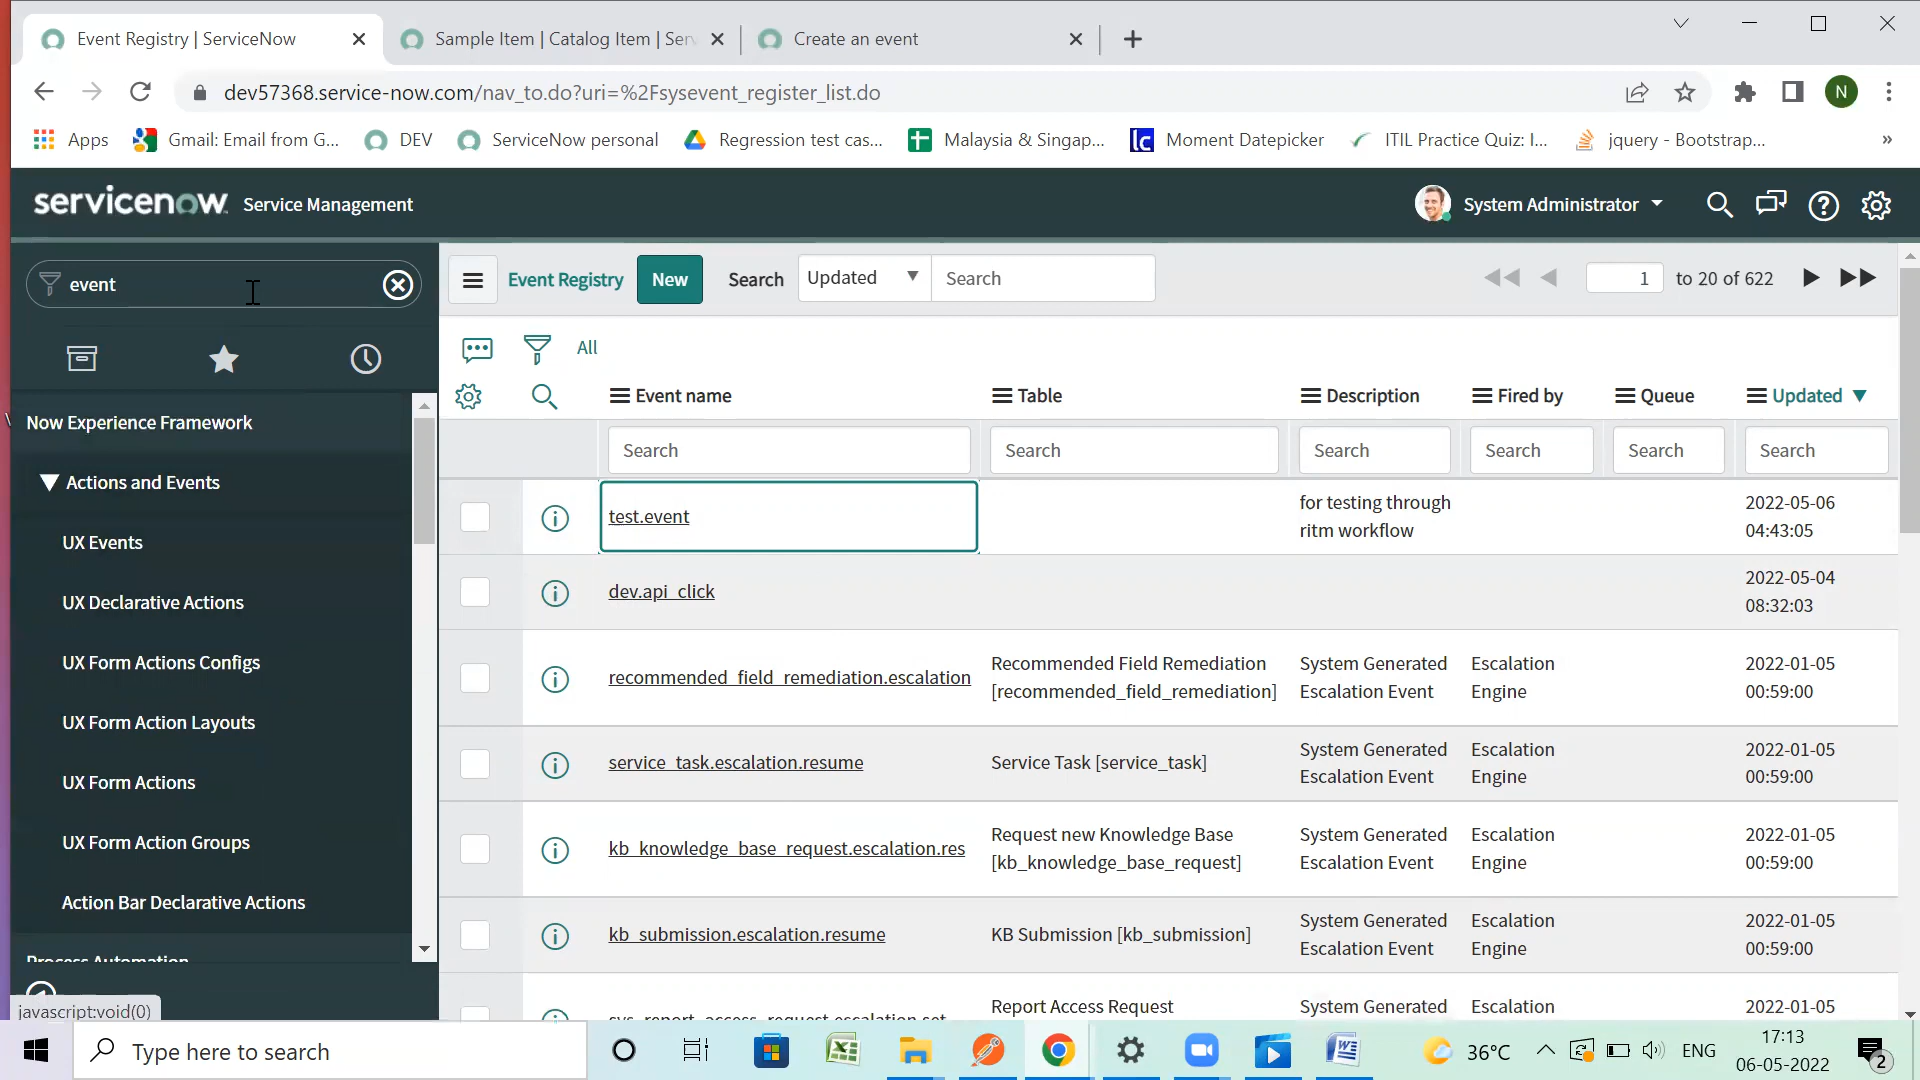 Event Registry | ServiceNow
Sample Item | Catalog Item | Ser
Create an event
dev57368.service-now.com/nav_to.do?uri=%2Fsysevent_register_list.do
N
Apps
Gmail: Email from G...
DEV
ServiceNow personal
Regression test cas...
Malaysia & Singap...
lc Moment Datepicker
ITIL Practice Quiz: I...
jquery - Bootstrap...
»
servicenow Service Management
System Administrator
event
Event Registry
New
Search
Updated
Search
1 to 20 of 622
All
Event name
Table
Description
Fired by
Queue
Updated
Search
Search
Search
Search
Search
Search
Now Experience Framework
Actions and Events
UX Events
UX Declarative Actions
UX Form Actions Configs
UX Form Action Layouts
UX Form Actions
UX Form Action Groups
Action Bar Declarative Actions
Process Automation
javascript:void(0)
test.event
for testing through
ritm workflow
2022-05-06
04:43:05
dev.api_click
2022-05-04
08:32:03
recommended_field_remediation.escalation
Recommended Field Remediation
[recommended_field_remediation]
System Generated
Escalation Event
Escalation
Engine
2022-01-05
00:59:00
service_task.escalation.resume
Service Task [service_task]
System Generated
Escalation Event
Escalation
Engine
2022-01-05
00:59:00
kb_knowledge_base_request.escalation.res
Request new Knowledge Base
[kb_knowledge_base_request]
System Generated
Escalation Event
Escalation
Engine
2022-01-05
00:59:00
kb_submission.escalation.resume
KB Submission [kb_submission]
System Generated
Escalation Event
Escalation
Engine
2022-01-05
00:59:00
sys_report_access_request.escalation.set
Report Access Request
System Generated
Escalation
2022-01-05
Type here to search
36°C
ENG
17:13
06-05-2022
2